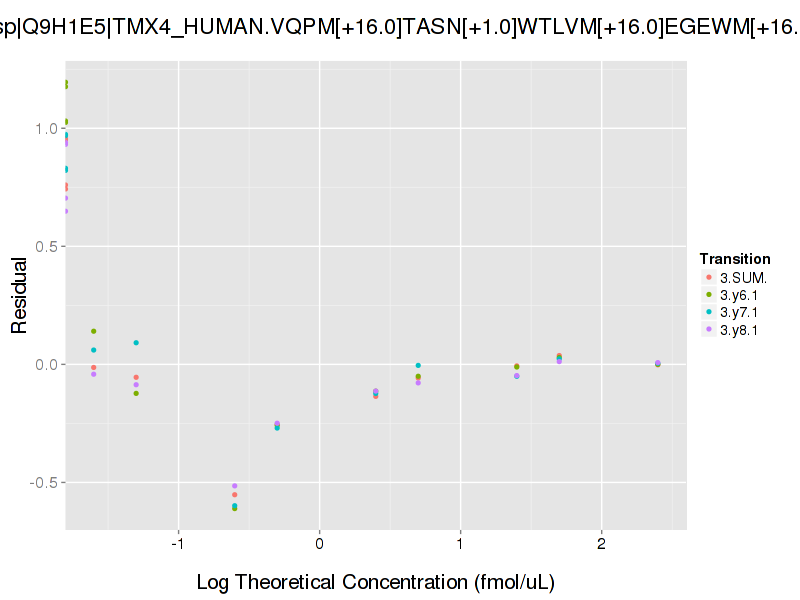 sp|Q9H1E5|TMX4_HUMAN.VQPM[+16.0]TASN[+1.0]WTLVM[+16.0]EGEWM[+16.
1.0
0.5
0.0
-0.5
-1
0
1
2
Residual
Log Theoretical Concentration (fmol/uL)
Transition
3.SUM.
3.y6.1
3.y7.1
3.y8.1